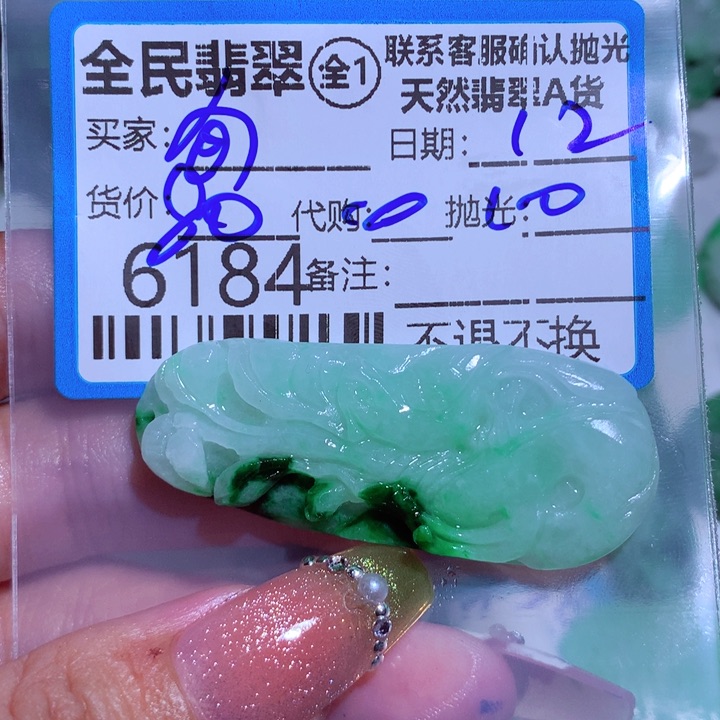 全民翡翠 全1 联系客服确认抛光
天然翡翠A货
买家: 日期: 12
货价: 代购: 抛光: 10
6184 备注:
不退不换